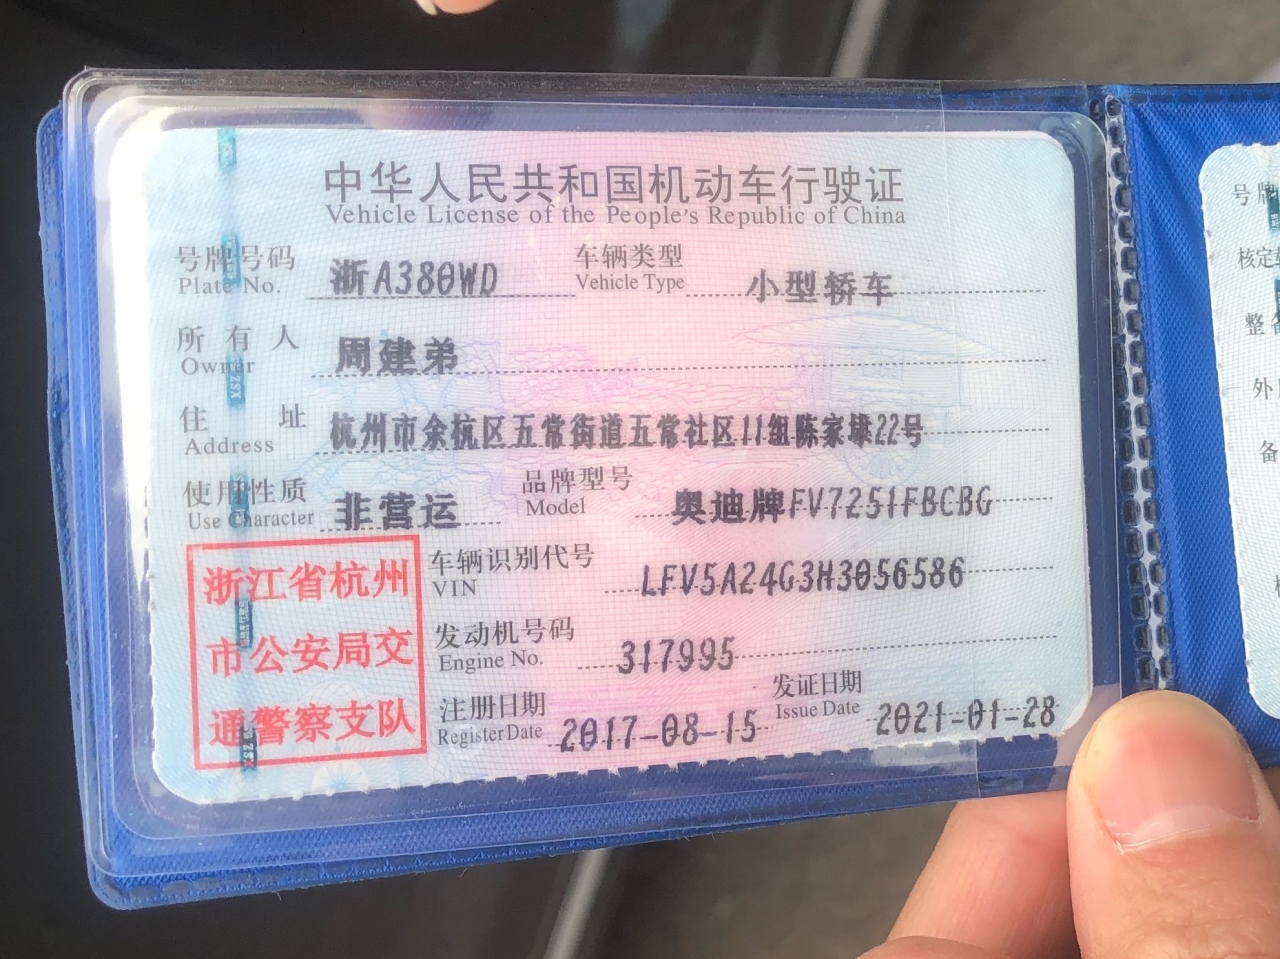 中华人民共和国机动车行驶证
Vehicle License of the People's Republic of China
号牌号码 浙A380WD 车辆类型 小型轿车
Plate No. Vehicle Type
所有人 周建弟
Owner
住址 杭州市余杭区五常街道五常社区11组陈家埭22号
Address
使用性质 非营运 品牌型号 奥迪牌FV7251FBCBG
Use Character Model
浙江省杭州
市公安局交
通警察支队
车辆识别代号 LFV5A24G3H3056586
VIN
发动机号码 317995
Engine No.
注册日期 2017-08-15 发证日期 2021-01-28
Register Date Issue Date
号牌
核定
整
外
备